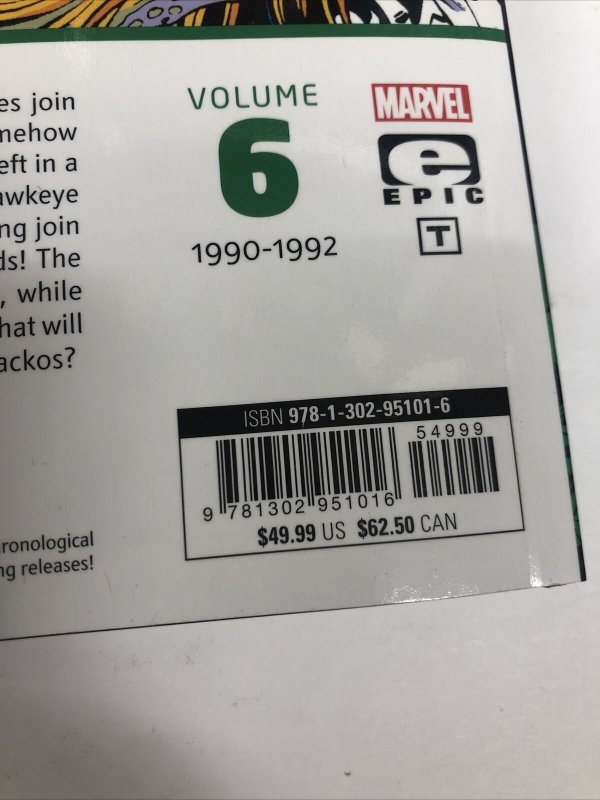 es join
mehow
eft in a
awkeye
ng join
ds! The
, while
hat will
ackos?
VOLUME
6
1990-1992
MARVEL
e
EPIC
T
ISBN 978-1-302-95101-6
54999
9 781302 951016
$49.99 US $62.50 CAN
ronological
ng releases!